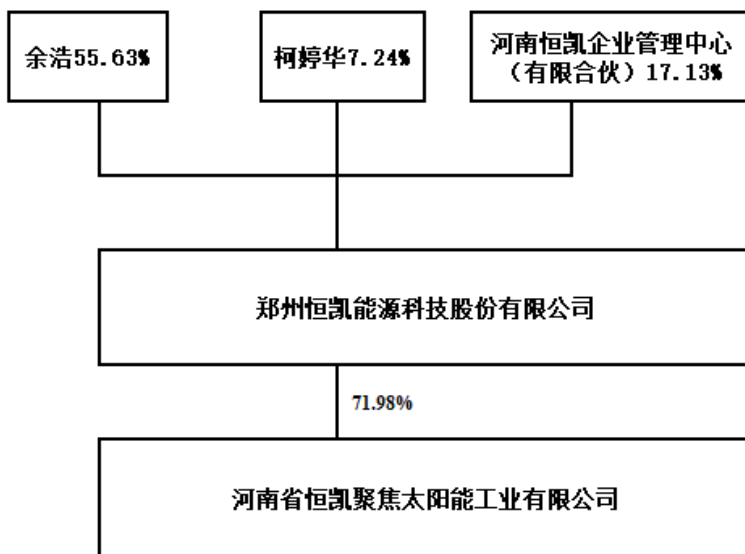 余浩55.63%
柯婷华7.24%
河南恒凯企业管理中心
（有限合伙）17.13%
郑州恒凯能源科技股份有限公司
71.98%
河南省恒凯聚焦太阳能工业有限公司